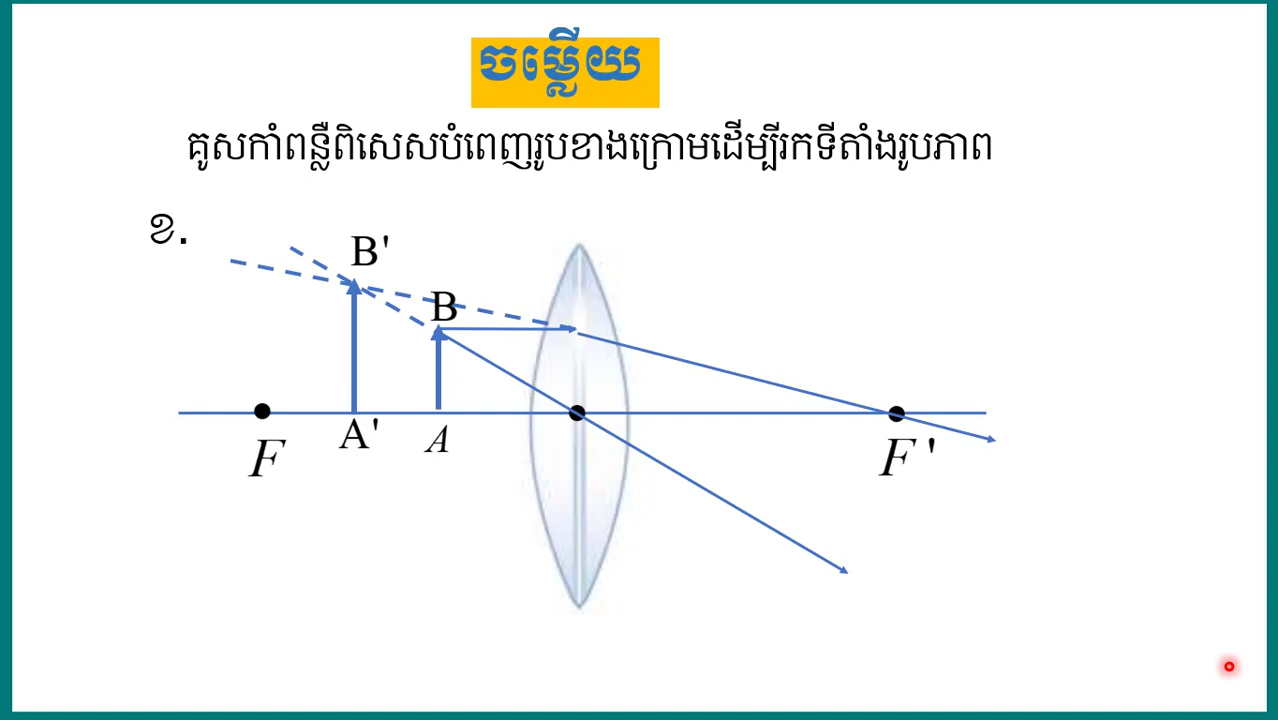 ចម្លើយ
គូសកាំពន្លឺពិសេសបំពេញរូបខាងក្រោមដើម្បីរកទីតាំងរូបភាព
ខ.
B'
B
A'
A
F
F'